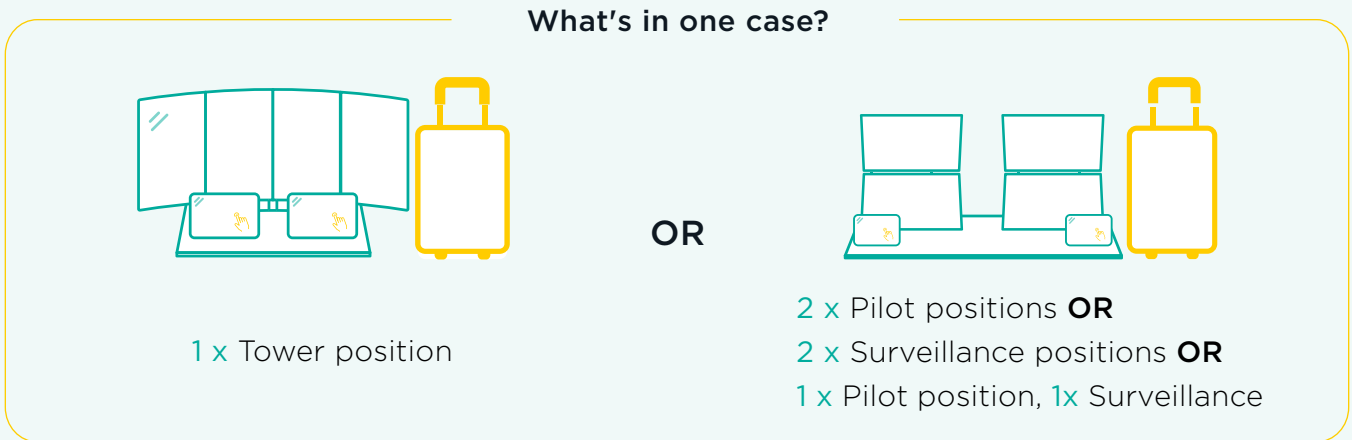 What's in one case?
OR
1 x Tower position
2 x Pilot positions OR
2 x Surveillance positions OR
1 x Pilot position, 1x Surveillance